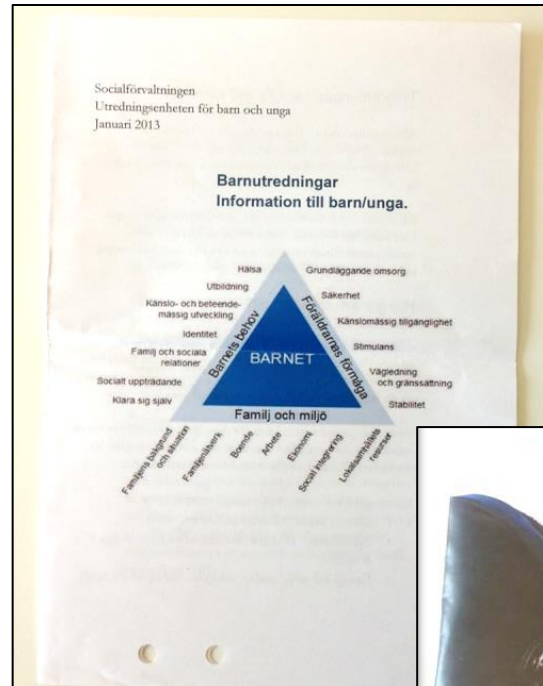 Socialförvaltningen
Utredningsenheten för barn och unga
Januari 2013
Barnutredningar
Information till barn/unga.
Hälsa
Utbildning
Känslo- och beteende-
mässig utveckling
Identitet
Familj och sociala
relationer
Socialt uppträdande
Klara sig själv
Barnets behov
BARNET
Föräldrarnas förmåga
Grundläggande omsorg
Säkerhet
Känslomässig tillgänglighet
Stimulans
Vägledning
och gränssättning
Stabilitet
Familj och miljö
Familjens bakgrund
och situation
Familjenätverk
Boende
Arbete
Ekonomi
Social integrering
Lokalsamhällets
resurser